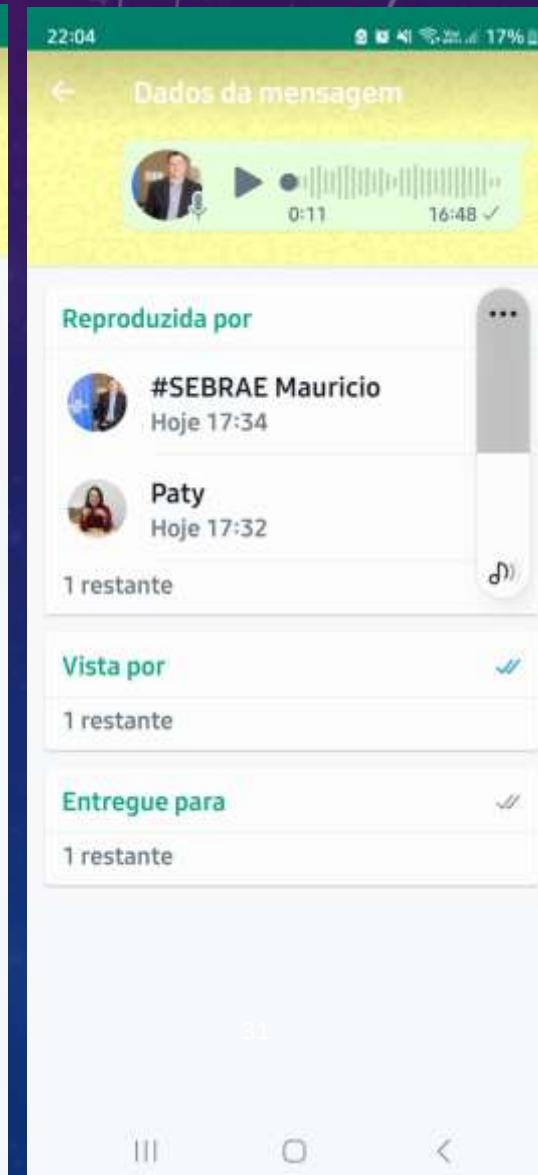 22:04
17%
Dados da mensagem
0:11
16:48
Reproduzida por
#SEBRAE Mauricio
Hoje 17:34
Paty
Hoje 17:32
1 restante
Vista por
1 restante
Entregue para
1 restante
31